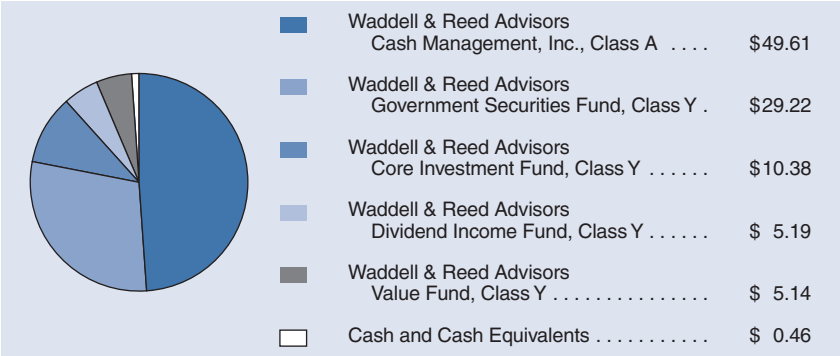 Waddell & Reed Advisors
Cash Management, Inc., Class A . . . . $49.61
Waddell & Reed Advisors
Government Securities Fund, Class Y . $29.22
Waddell & Reed Advisors
Core Investment Fund, Class Y . . . . . . $10.38
Waddell & Reed Advisors
Dividend Income Fund, Class Y . . . . . . $ 5.19
Waddell & Reed Advisors
Value Fund, Class Y . . . . . . . . . . . . . . . $ 5.14
Cash and Cash Equivalents . . . . . . . . . . . $ 0.46